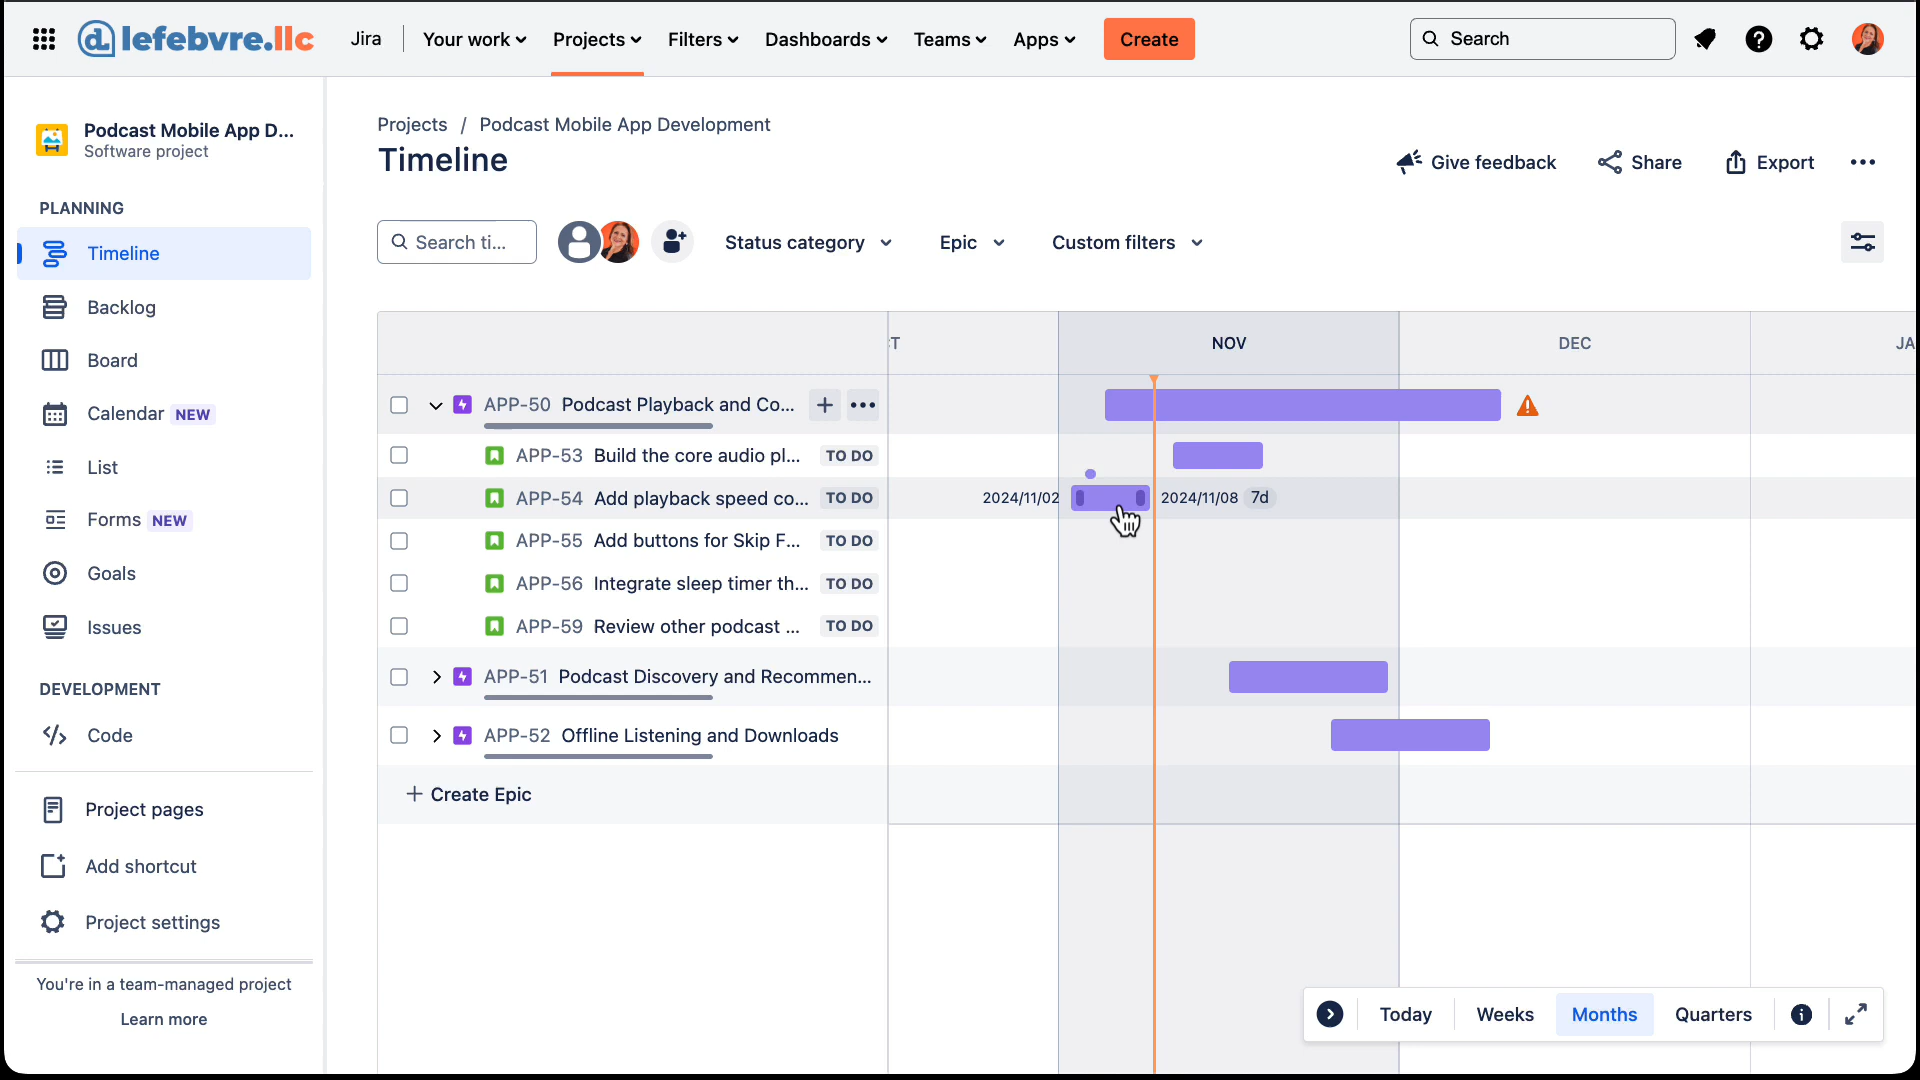 lefebvre.llc
Jira
Your work
Projects
Filters
Dashboards
Teams
Apps
Create
Search
Podcast Mobile App D...
Software project
PLANNING
Timeline
Backlog
Board
Calendar NEW
List
Forms NEW
Goals
Issues
DEVELOPMENT
Code
Project pages
Add shortcut
Project settings
You're in a team-managed project
Learn more
Projects / Podcast Mobile App Development
Timeline
Give feedback
Share
Export
Search ti...
Status category
Epic
Custom filters
T
NOV
DEC
JA
APP-50 Podcast Playback and Co...
APP-53 Build the core audio pl... TO DO
APP-54 Add playback speed co... TO DO
2024/11/02
2024/11/08 7d
APP-55 Add buttons for Skip F... TO DO
APP-56 Integrate sleep timer th... TO DO
APP-59 Review other podcast ... TO DO
APP-51 Podcast Discovery and Recommen...
APP-52 Offline Listening and Downloads
+ Create Epic
Today
Weeks
Months
Quarters